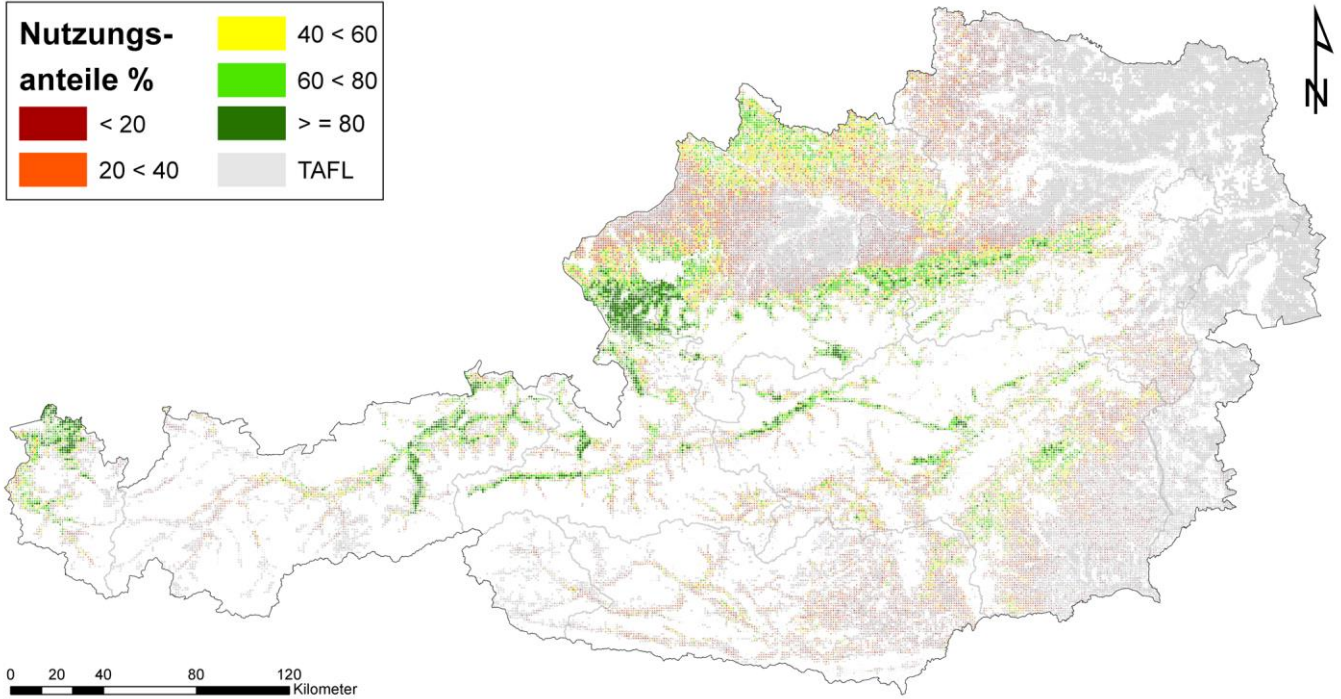 Nutzungs-
anteile %
< 20
20 < 40
40 < 60
60 < 80
> = 80
TAFL
N
0 20 40 80 120
Kilometer